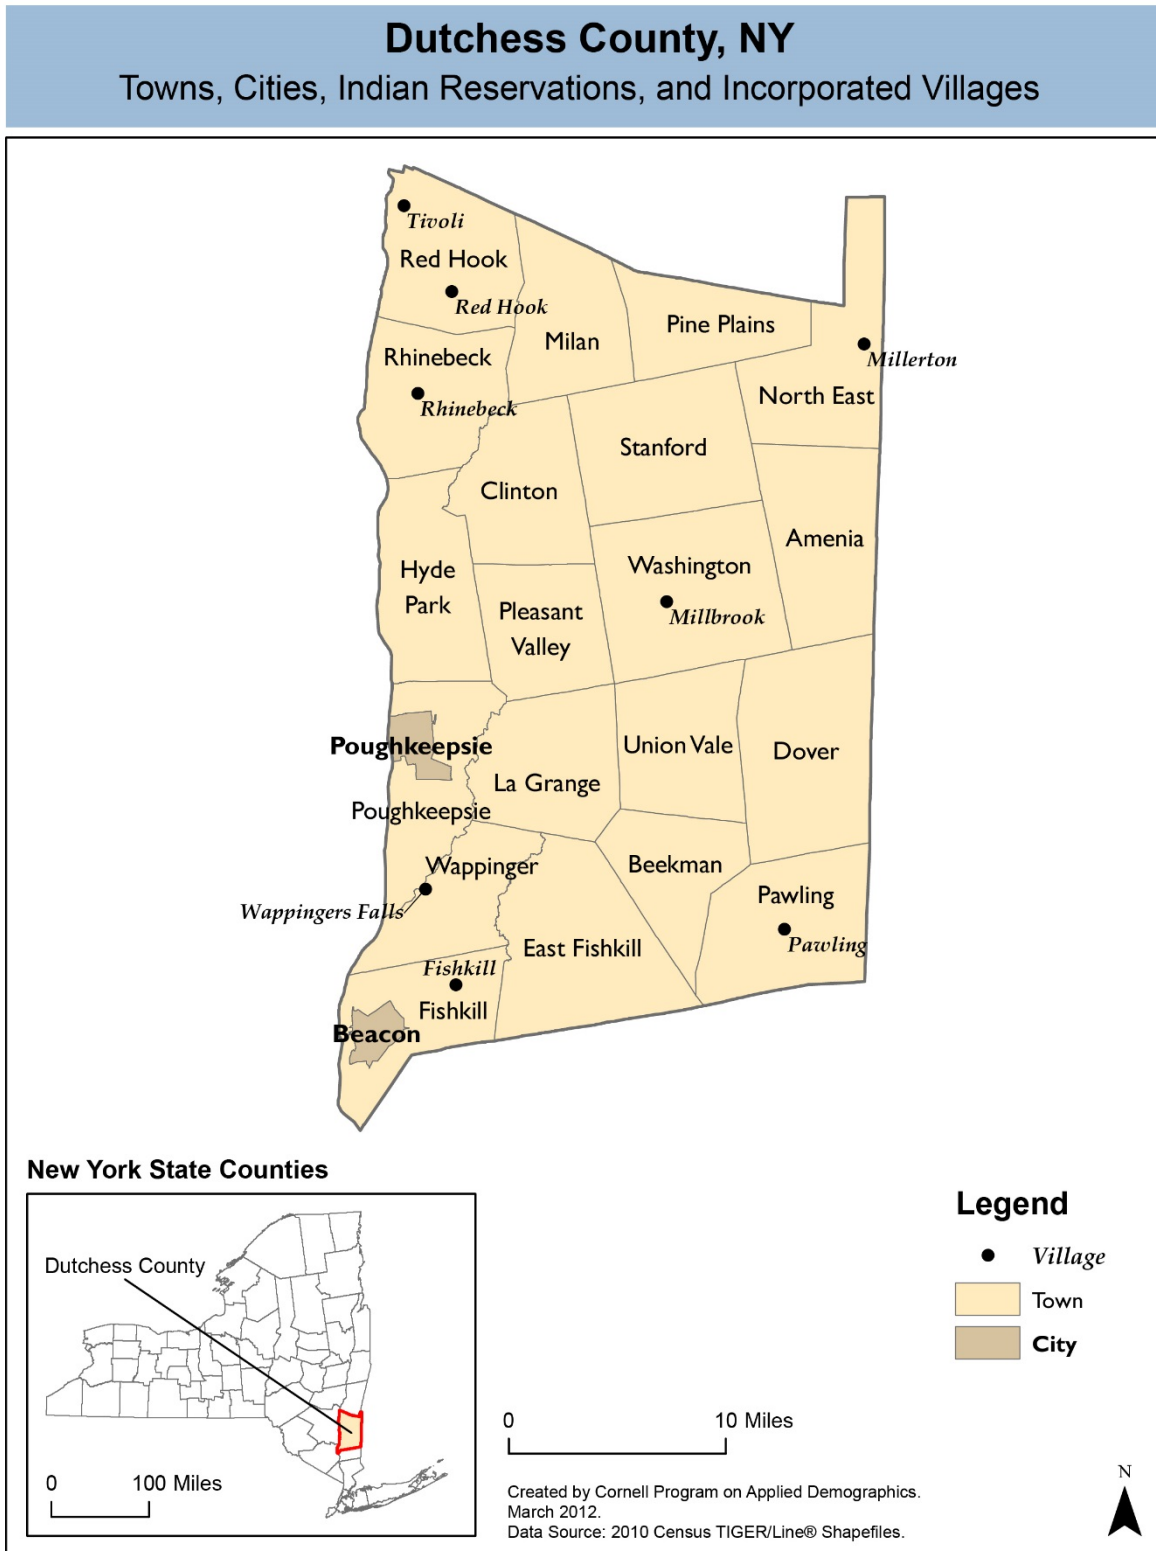 Dutchess County, NY
Towns, Cities, Indian Reservations, and Incorporated Villages
Tivoli
Red Hook
Red Hook
Pine Plains
Milan
Rhinebeck
Millerton
North East
Rhinebeck
Stanford
Clinton
Amenia
Washington
Hyde
Park
Millbrook
Pleasant
Valley
Poughkeepsie
Union Vale
Dover
La Grange
Poughkeepsie
Wappinger
Beekman
Pawling
Wappingers Falls
Pawling
East Fishkill
Fishkill
Fishkill
Beacon
New York State Counties
Dutchess County
0
100 Miles
0
10 Miles
Created by Cornell Program on Applied Demographics.
March 2012.
Data Source: 2010 Census TIGER/Line® Shapefiles.
Legend
Village
Town
City
N